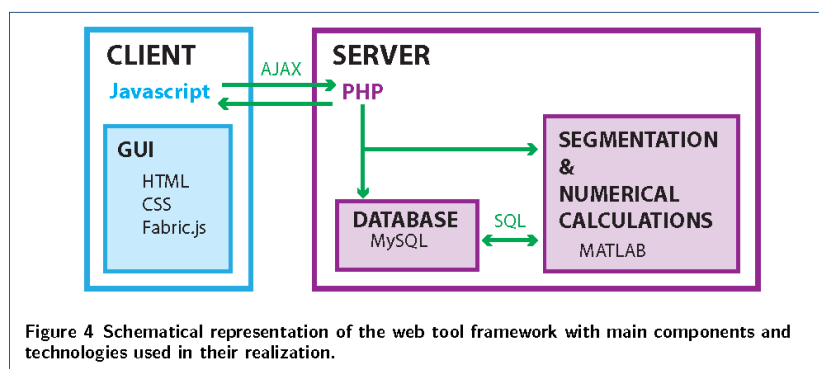 CLIENT
Javascript
GUI
HTML
CSS
Fabric.js
AJAX
SERVER
PHP
DATABASE
MySQL
SQL
SEGMENTATION
&
NUMERICAL
CALCULATIONS
MATLAB
Figure 4 Schematical representation of the web tool framework with main components and
technologies used in their realization.